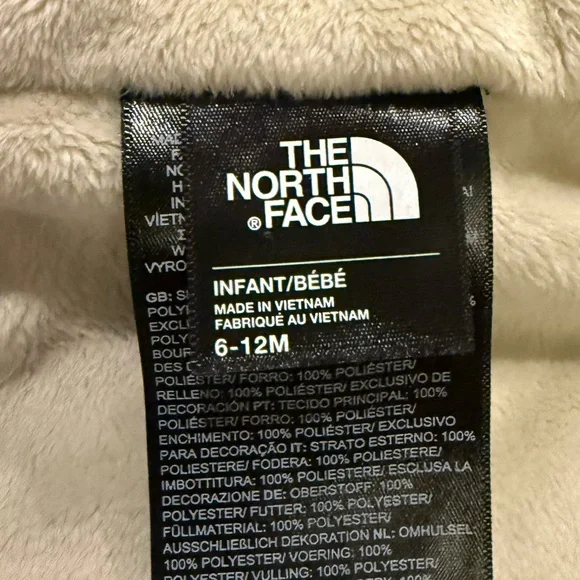 THE
NORTH
® FACE
INFANT/BÉBÉ
MADE IN VIETNAM
FABRIQUÉ AU VIETNAM
6-12M
GB:
POLIÉSTER/ FORRO: 100% POLIÉSTER/
RELLENO: 100% POLIÉSTER/ EXCLUSIVO DE
DECORACIÓN PT: TECIDO PRINCIPAL: 100%
POLIÉSTER/ FORRO: 100% POLIÉSTER/
ENCHIMENTO: 100% POLIÉSTER/ EXCLUSIVO
PARA DECORAÇÃO IT: STRATO ESTERNO: 100%
POLIESTERE/ FODERA: 100% POLIESTERE/
IMBOTTITURA: 100% POLIESTERE/ ESCLUSA LA
DECORAZIONE DE: OBERSTOFF: 100%
POLYESTER/ FUTTER: 100% POLYESTER/
FÜLLMATERIAL: 100% POLYESTER/
AUSSCHLIEßLICH DEKORATION NL: OMHULSEL:
100% POLYESTER/ VOERING: 100%
POLYESTER/ VULLING: 100% POLYESTER/